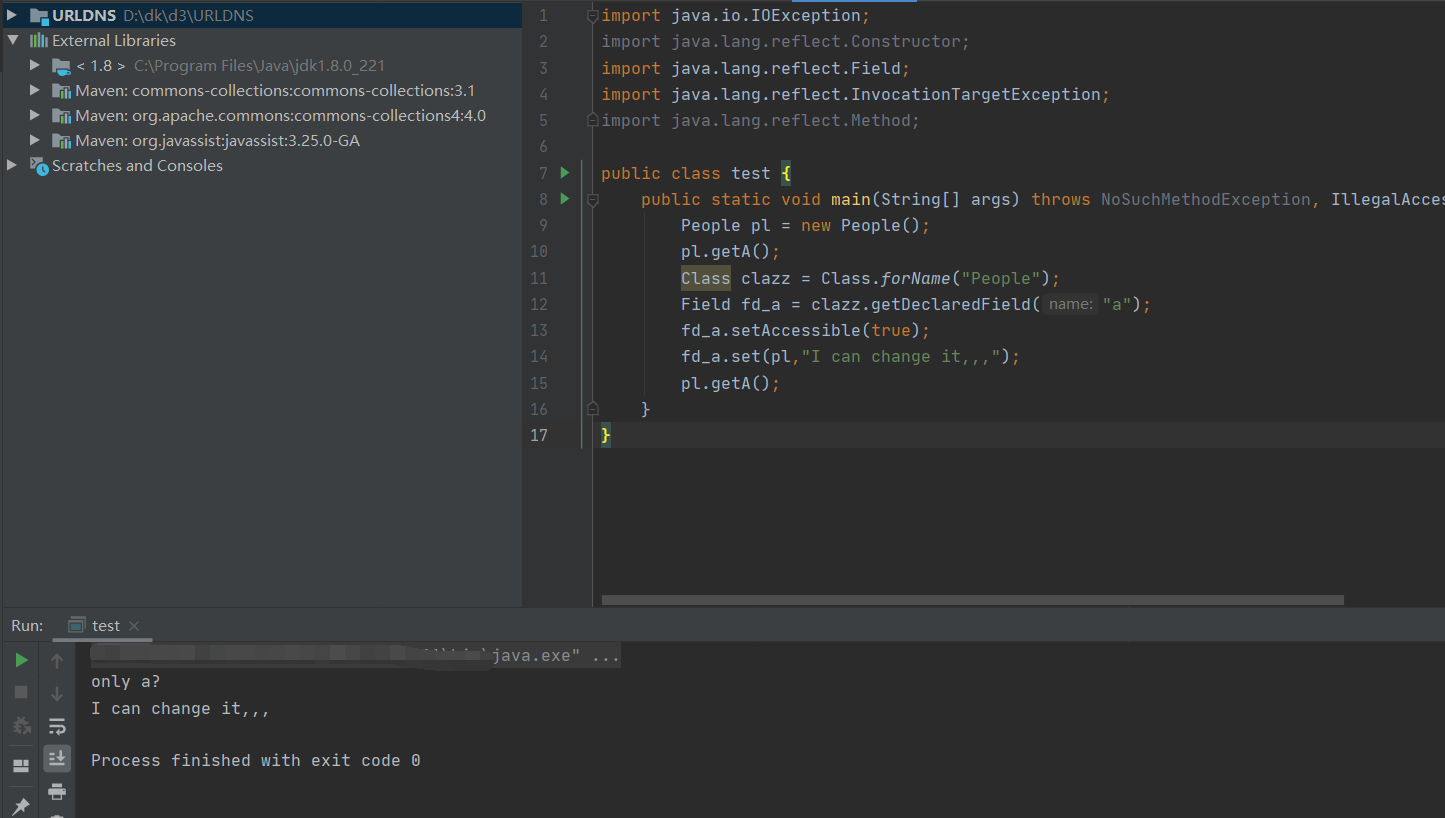 URLDNS D:\dk\d3\URLDNS
External Libraries
< 1.8 > C:\Program Files\Java\jdk1.8.0_221
Maven: commons-collections:commons-collections:3.1
Maven: org.apache.commons:commons-collections4:4.0
Maven: org.javassist:javassist:3.25.0-GA
Scratches and Consoles
1 import java.io.IOException;
2 import java.lang.reflect.Constructor;
3 import java.lang.reflect.Field;
4 import java.lang.reflect.InvocationTargetException;
5 import java.lang.reflect.Method;
6
7 public class test {
8 public static void main(String[] args) throws NoSuchMethodException, IllegalAcces
9 People pl = new People();
10 pl.getA();
11 Class clazz = Class.forName("People");
12 Field fd_a = clazz.getDeclaredField( name: "a");
13 fd_a.setAccessible(true);
14 fd_a.set(pl,"I can change it,,,");
15 pl.getA();
16 }
17 }
Run: test
\java.exe" ...
only a?
I can change it,,,
Process finished with exit code 0